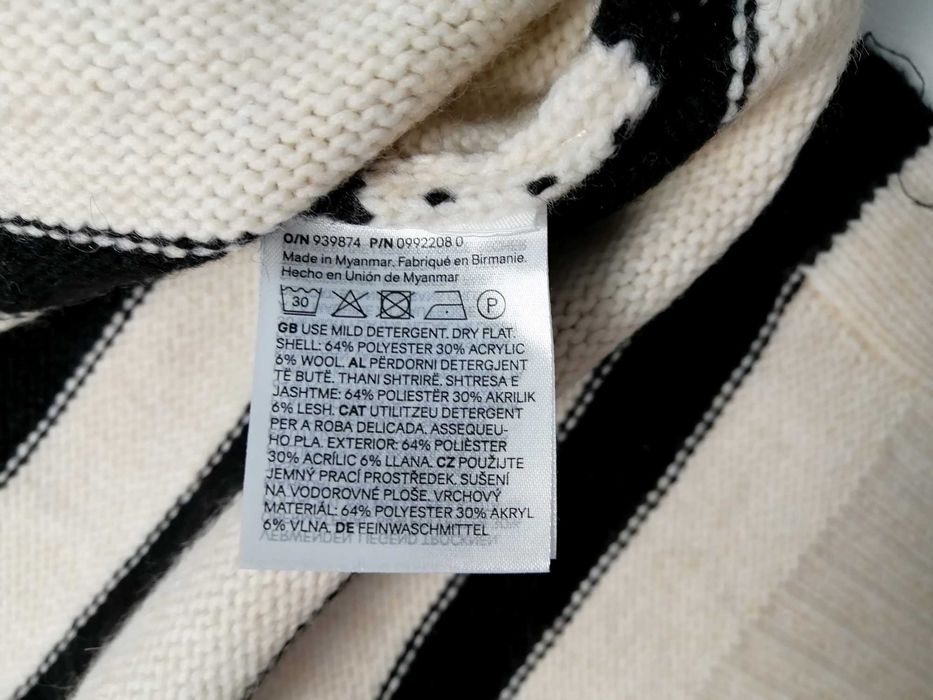 O/N 939874 P/N 0992208 0
Made in Myanmar. Fabriqué en Birmanie.
Hecho en Unión de Myanmar
30 P
GB USE MILD DETERGENT. DRY FLAT.
SHELL: 64% POLYESTER 30% ACRYLIC
6% WOOL. AL PËRDORNI DETERGJENT
TË BUTË. THANI SHTRIRË. SHTRESA E
JASHTME: 64% POLIESTËR 30% AKRILIK
6% LESH. CAT UTILITZEU DETERGENT
PER A ROBA DELICADA. ASSEQUEU-
HO PLA. EXTERIOR: 64% POLIÈSTER
30% ACRÍLIC 6% LLANA. CZ POUŽIJTE
JEMNÝ PRACÍ PROSTŘEDEK. SUŠENÍ
NA VODOROVNÉ PLOŠE. VRCHOVÝ
MATERIÁL: 64% POLYESTER 30% AKRYL
6% VLNA. DE FEINWASCHMITTEL
VERWENDEN LIEGEND TROCKNEN